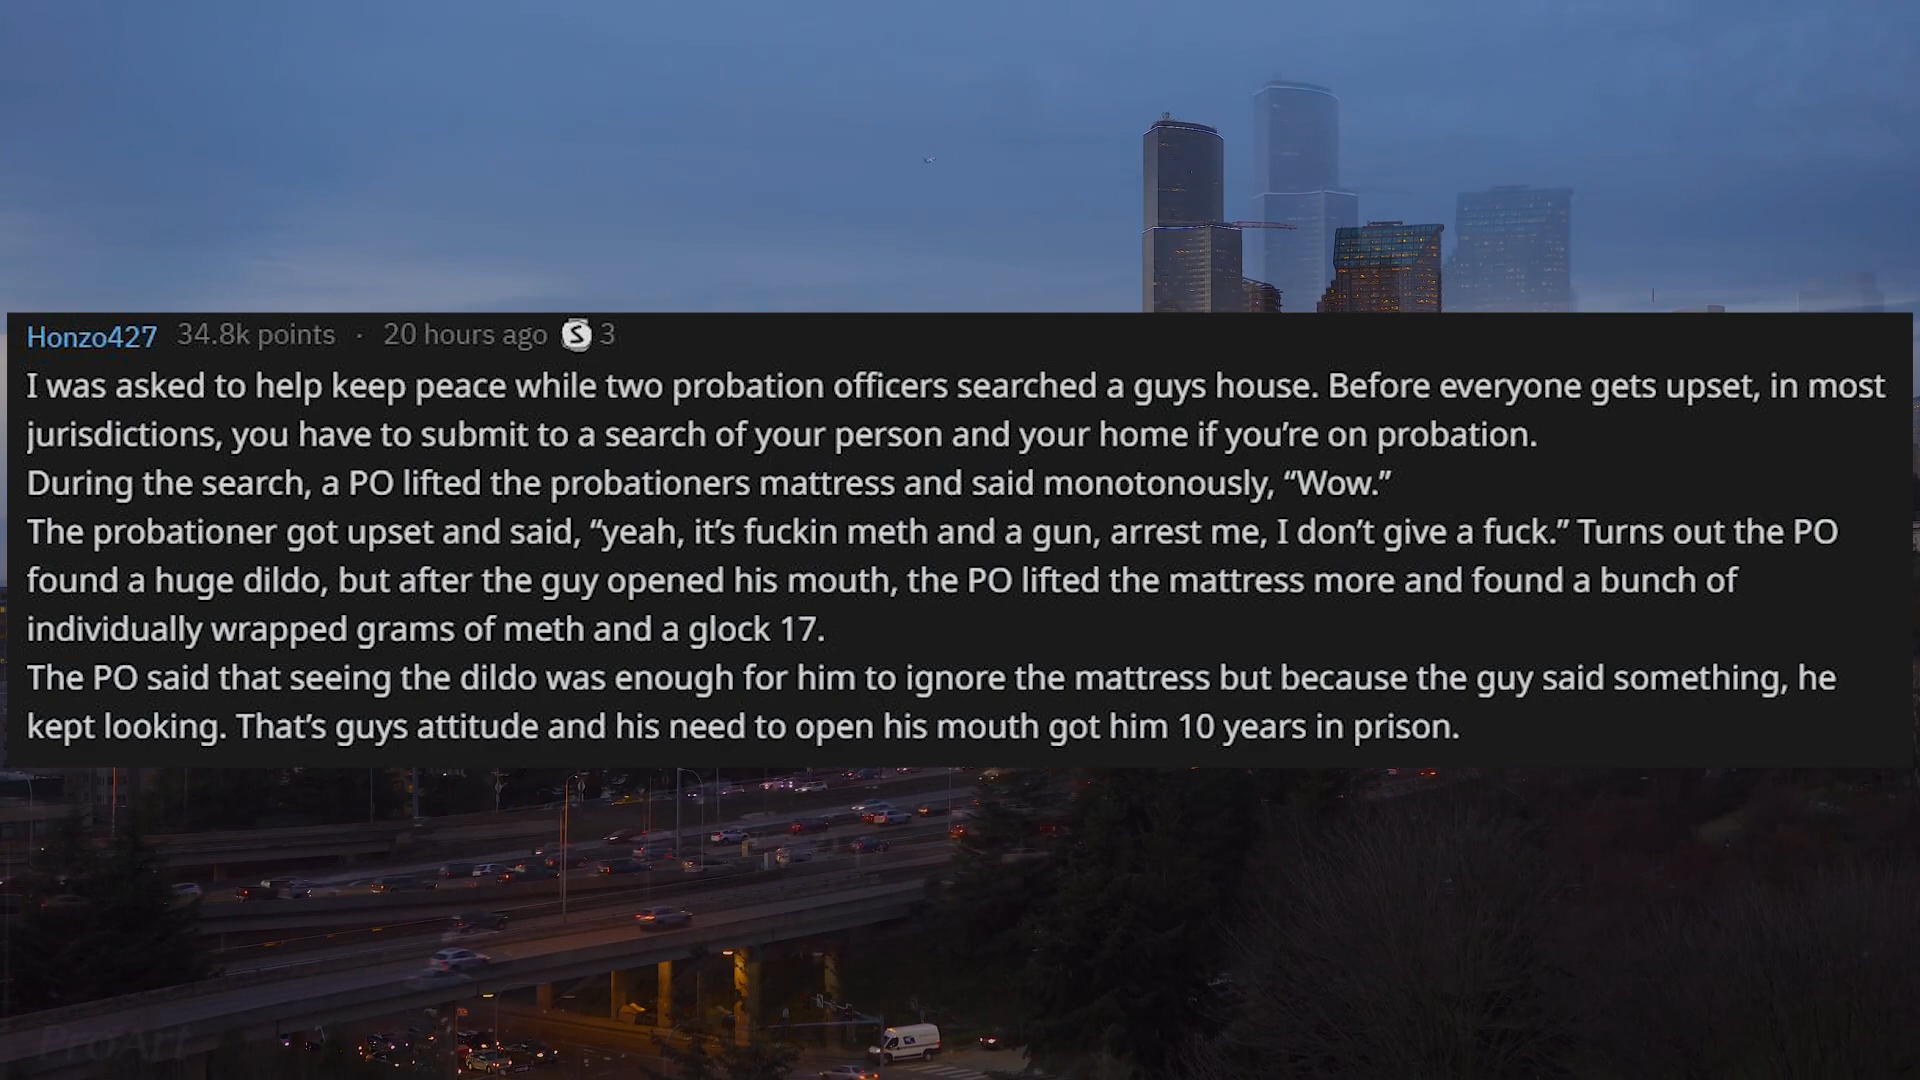 Honzo427 34.8k points · 20 hours ago S 3
I was asked to help keep peace while two probation officers searched a guys house. Before everyone gets upset, in most
jurisdictions, you have to submit to a search of your person and your home if you’re on probation.
During the search, a PO lifted the probationers mattress and said monotonously, “Wow.”
The probationer got upset and said, “yeah, it’s fuckin meth and a gun, arrest me, I don’t give a fuck.” Turns out the PO
found a huge dildo, but after the guy opened his mouth, the PO lifted the mattress more and found a bunch of
individually wrapped grams of meth and a glock 17.
The PO said that seeing the dildo was enough for him to ignore the mattress but because the guy said something, he
kept looking. That’s guys attitude and his need to open his mouth got him 10 years in prison.
ProArt